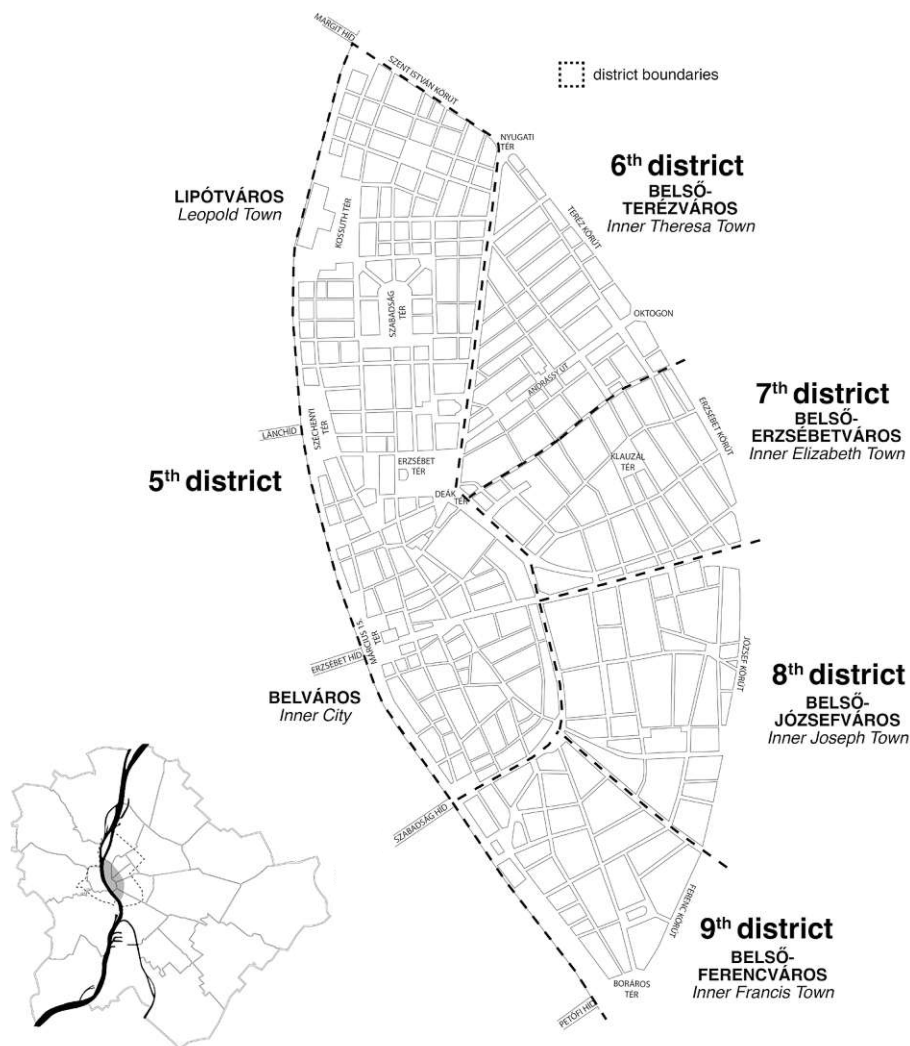 MARGIT HÍD
SZENT ISTVÁN KÖRÚT
district boundaries
NYUGATI
TÉR
6th district
BELSŐ-
TERÉZVÁROS
Inner Theresa Town
LIPÓTVÁROS
Leopold Town
KOSSUTH TÉR
TERÉZ KÖRÚT
SZABADSÁG
TÉR
OKTOGON
ANDRÁSSY ÚT
7th district
BELSŐ-
ERZSÉBETVÁROS
Inner Elizabeth Town
ERZSÉBET KÖRÚT
LÁNCHÍD
SZÉCHENYI
TÉR
ERZSÉBET
TÉR
KLAUZÁL
TÉR
5th district
DEÁK
TÉR
MÁRCIUS 15.
TÉR
ERZSÉBET HÍD
JÓZSEF KÖRÚT
8th district
BELSŐ-
JÓZSEFVÁROS
Inner Joseph Town
BELVÁROS
Inner City
SZABADSÁG HÍD
FERENC KÖRÚT
9th district
BELSŐ-
FERENCVÁROS
Inner Francis Town
BORÁROS
TÉR
PETŐFI HÍD